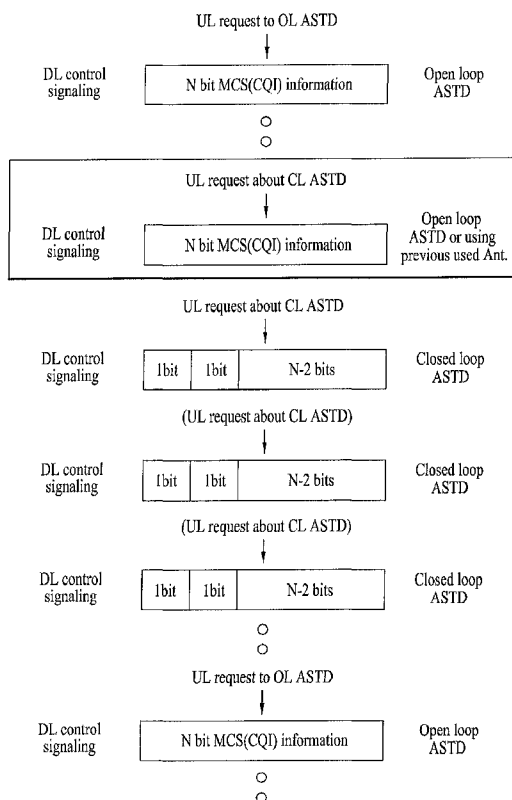 UL request to OL ASTD
DL control
signaling
N bit MCS(CQI) information
Open loop
ASTD
UL request about CL ASTD
DL control
signaling
N bit MCS(CQI) information
Open loop
ASTD or using
previous used Ant.
UL request about CL ASTD
DL control
signaling
1bit 1bit N-2 bits
Closed loop
ASTD
(UL request about CL ASTD)
DL control
signaling
1bit 1bit N-2 bits
Closed loop
ASTD
(UL request about CL ASTD)
DL control
signaling
1bit 1bit N-2 bits
Closed loop
ASTD
UL request to OL ASTD
DL control
signaling
N bit MCS(CQI) information
Open loop
ASTD